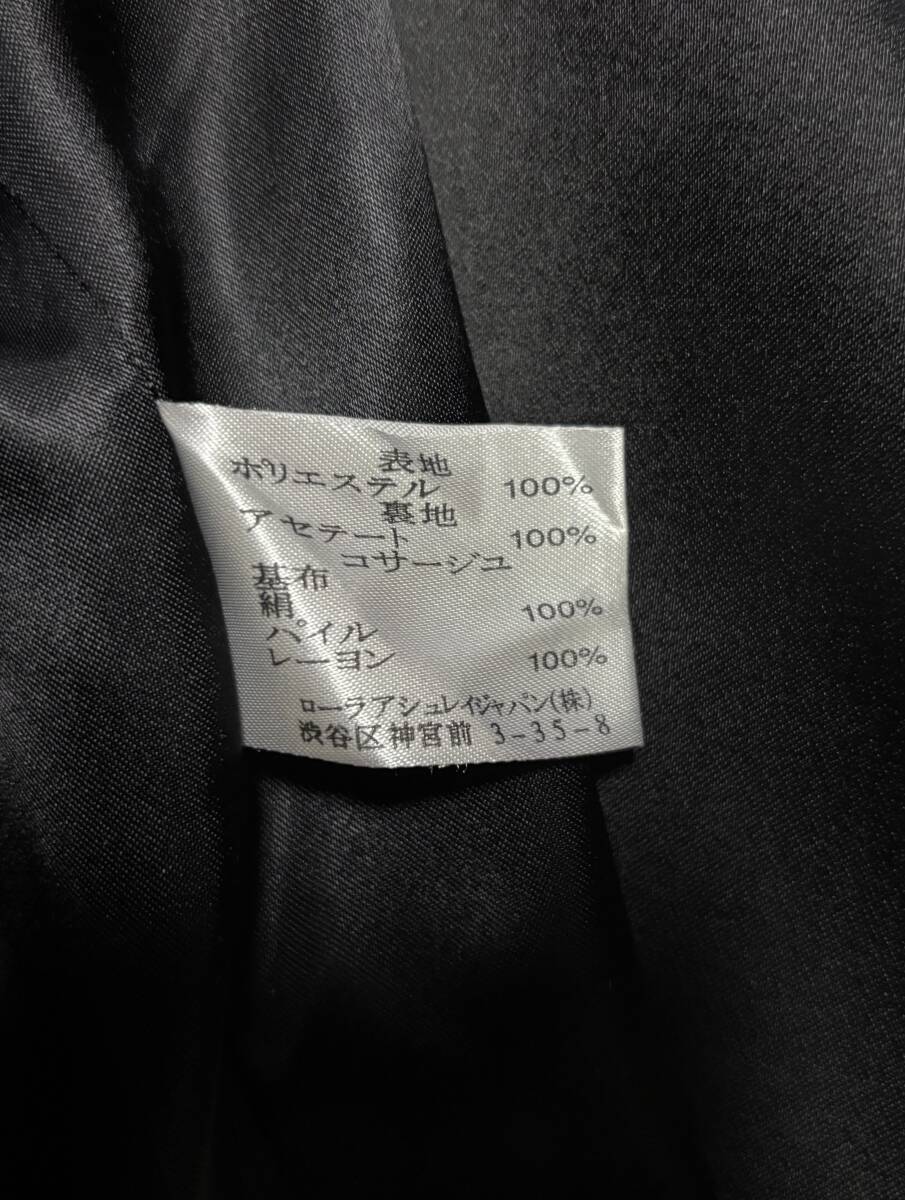 表地
ポリエステル 100%
裏地
アセテート 100%
コサージュ
基布
絹 100%
パイル
レーヨン 100%
ローラアシュレイジャパン(株)
渋谷区神宮前 3-35-8